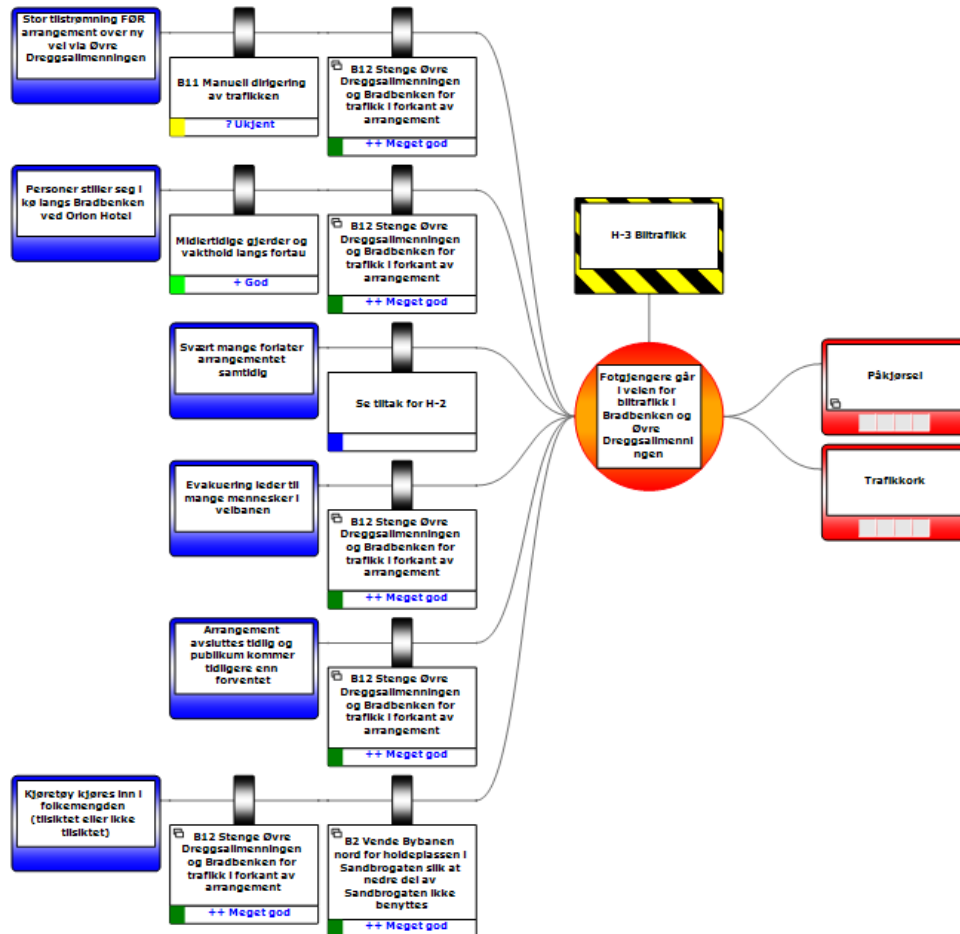 Stor tilstrømning FØR
arrangement over ny
vei via Øvre
Dreggsallmenningen
B11 Manuell dirigering
av trafikken
? Ukjent
B12 Stenge Øvre
Dreggsallmenningen
og Bradbenken for
trafikk i forkant av
arrangement
++ Meget god
Personer stiller seg i
kø langs Bradbenken
ved Orion Hotel
Midlertidige gjerder og
vakthold langs fortau
+ God
B12 Stenge Øvre
Dreggsallmenningen
og Bradbenken for
trafikk i forkant av
arrangement
++ Meget god
H-3 Biltrafikk
Svært mange forlater
arrangementet
samtidig
Se tiltak for H-2
Fotgjengere går
i veien for
biltrafikk i
Bradbenken og
Øvre
Dreggsallmenni
ngen
Påkjørsel
Trafikkork
Evakuering leder til
mange mennesker i
veibanen
B12 Stenge Øvre
Dreggsallmenningen
og Bradbenken for
trafikk i forkant av
arrangement
++ Meget god
Arrangement
avsluttes tidlig og
publikum kommer
tidligere enn
forventet
B12 Stenge Øvre
Dreggsallmenningen
og Bradbenken for
trafikk i forkant av
arrangement
++ Meget god
Kjøretøy kjøres inn i
folkemengden
(tilsiktet eller ikke
tilsiktet)
B12 Stenge Øvre
Dreggsallmenningen
og Bradbenken for
trafikk i forkant av
arrangement
++ Meget god
B2 Vende Bybanen
nord for holdeplassen i
Sandbrogaten slik at
nedre del av
Sandbrogaten ikke
benyttes
++ Meget god